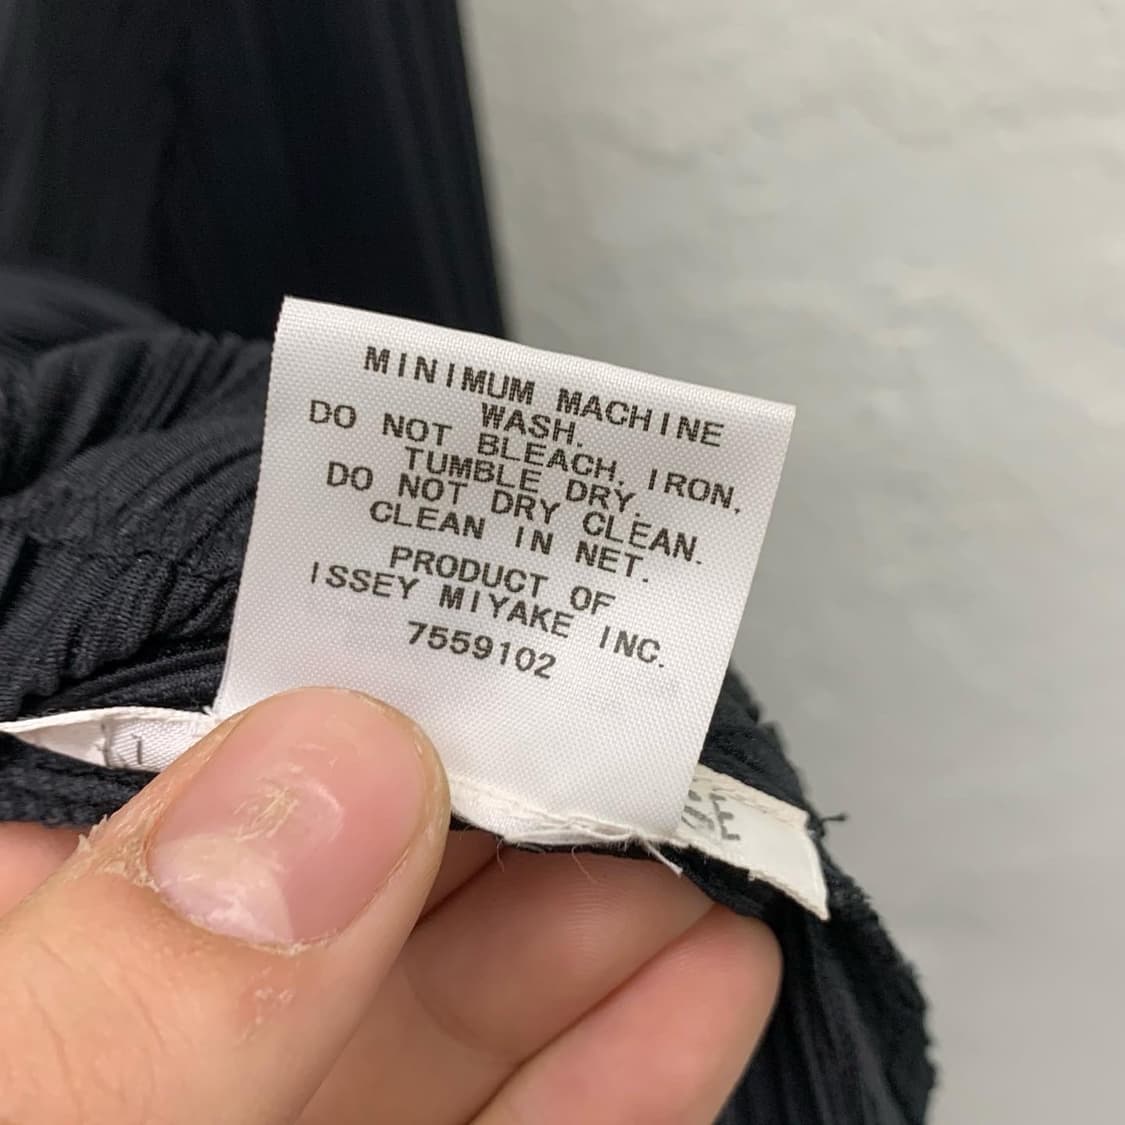 MINIMUM MACHINE
WASH.
DO NOT BLEACH, IRON,
TUMBLE DRY.
DO NOT DRY CLEAN.
CLEAN IN NET.
PRODUCT OF
ISSEY MIYAKE INC.
7559102